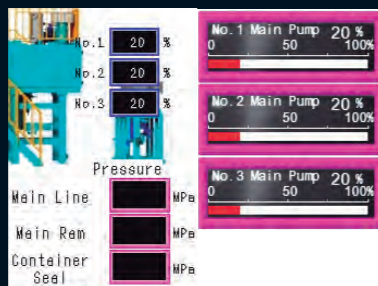 No.1 20 %
No.2 20 %
No.3 20 %
Pressure
Main Line MPa
Main Ram MPa
Container
Seal MPa
No.1 Main Pump 20 %
0 50 100%
No.2 Main Pump 20 %
0 50 100%
No.3 Main Pump 20 %
0 50 100%